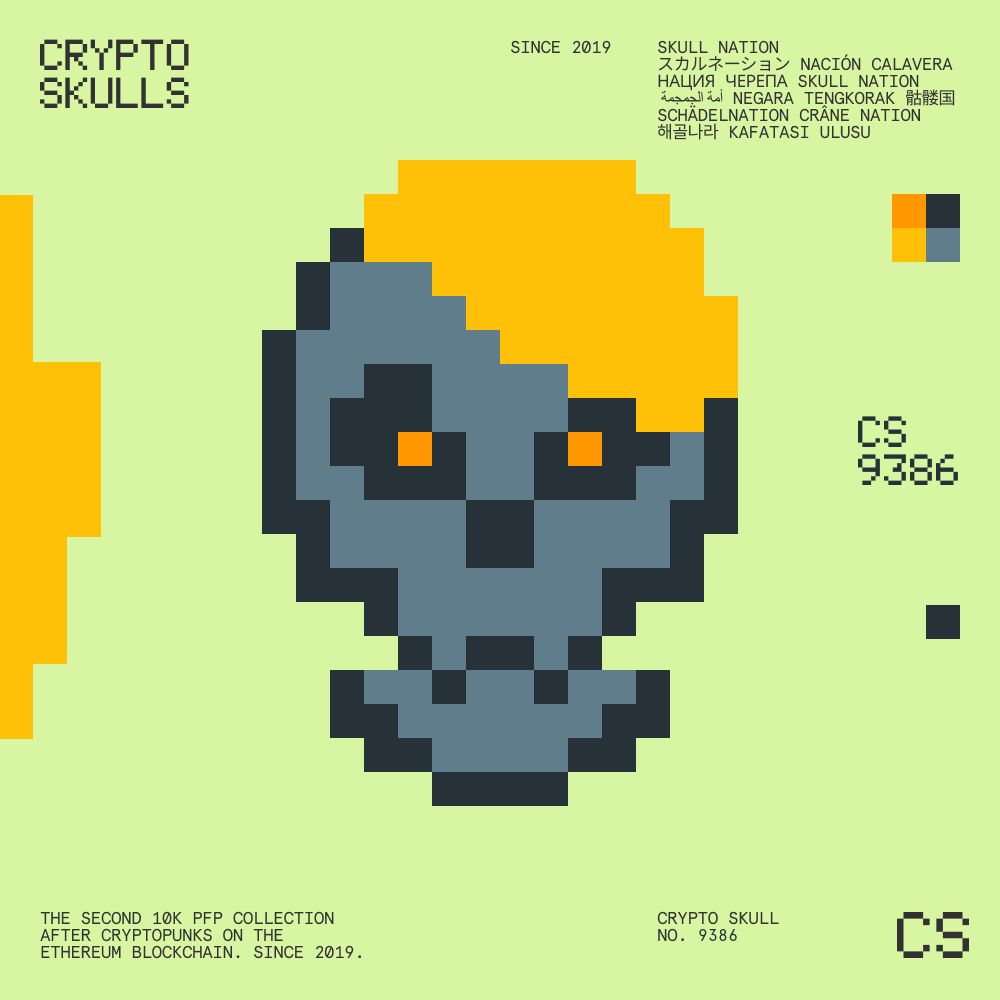 CRYPTO
SKULLS
SINCE 2019
SKULL NATION
スカルネーション NACIÓN CALAVERA
НАЦИЯ ЧЕРЕПА SKULL NATION
أمة الجمجمة NEGARA TENGKORAK 骷髅国
SCHÄDELNATION CRÂNE NATION
해골나라 KAFATASI ULUSU
CS
9386
THE SECOND 10K PFP COLLECTION
AFTER CRYPTOPUNKS ON THE
ETHEREUM BLOCKCHAIN. SINCE 2019.
CRYPTO SKULL
NO. 9386
CS